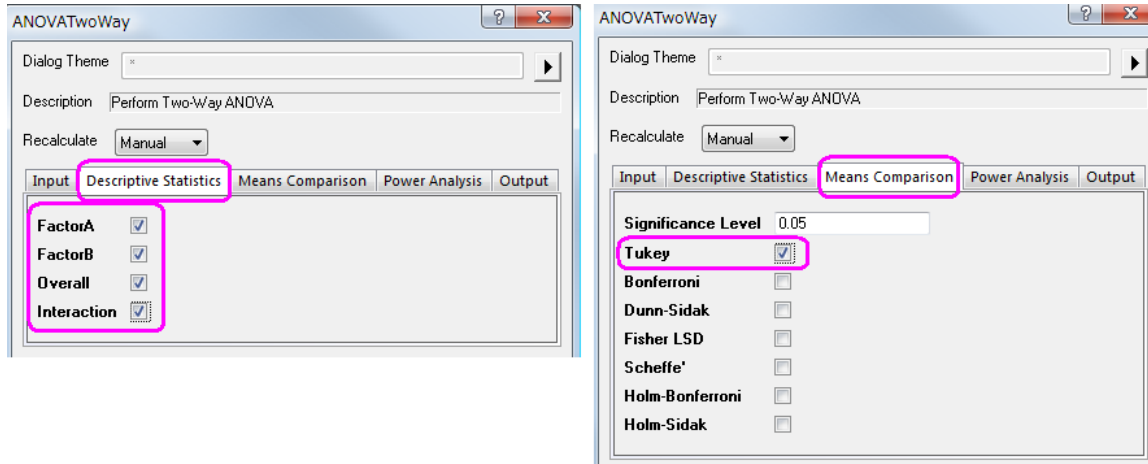 ANOVATwoWay
Dialog Theme *
Description Perform Two-Way ANOVA
Recalculate Manual
Input Descriptive Statistics Means Comparison Power Analysis Output
FactorA
FactorB
Overall
Interaction
ANOVATwoWay
Dialog Theme *
Description Perform Two-Way ANOVA
Recalculate Manual
Input Descriptive Statistics Means Comparison Power Analysis Output
Significance Level 0.05
Tukey
Bonferroni
Dunn-Sidak
Fisher LSD
Scheffe'
Holm-Bonferroni
Holm-Sidak